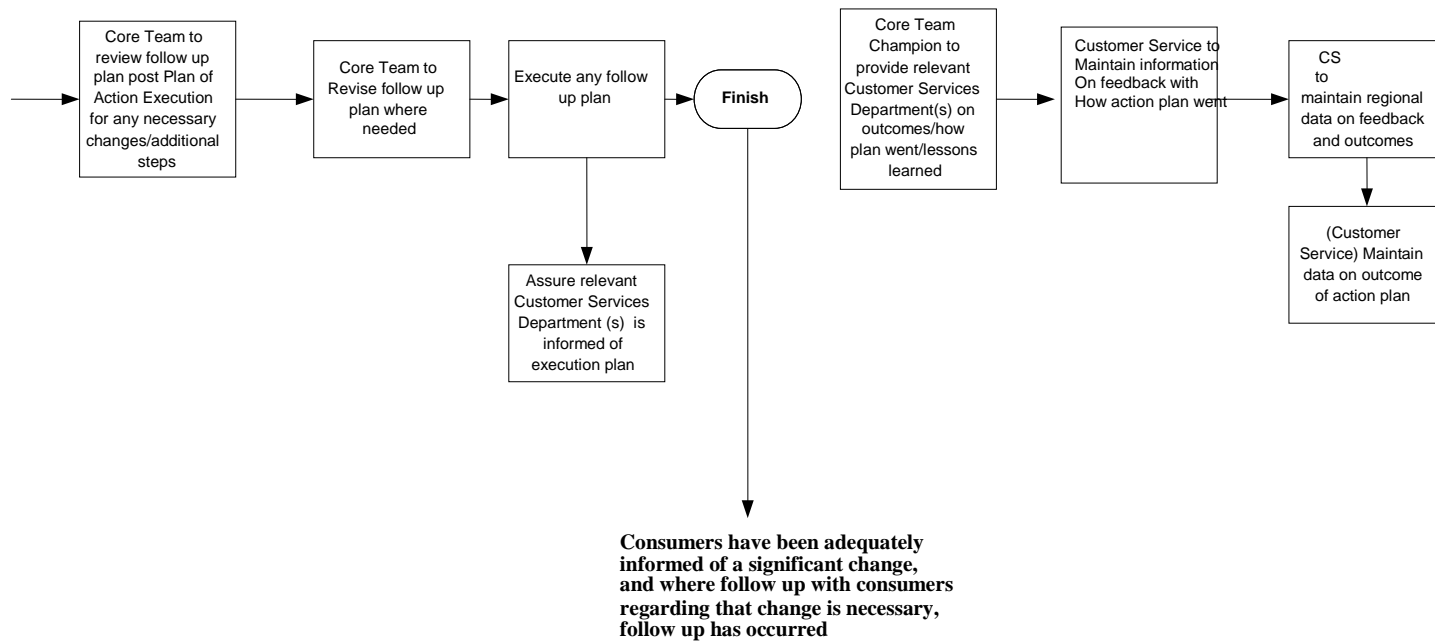 Core Team to
review follow up
plan post Plan of
Action Execution
for any necessary
changes/additional
steps
Core Team to
Revise follow up
plan where
needed
Execute any follow
up plan
Finish
Assure relevant
Customer Services
Department (s) is
informed of
execution plan
Consumers have been adequately
informed of a significant change,
and where follow up with consumers
regarding that change is necessary,
follow up has occurred
Core Team
Champion to
provide relevant
Customer Services
Department(s) on
outcomes/how
plan went/lessons
learned
Customer Service to
Maintain information
On feedback with
How action plan went
CS
to
maintain regional
data on feedback
and outcomes
(Customer
Service) Maintain
data on outcome
of action plan